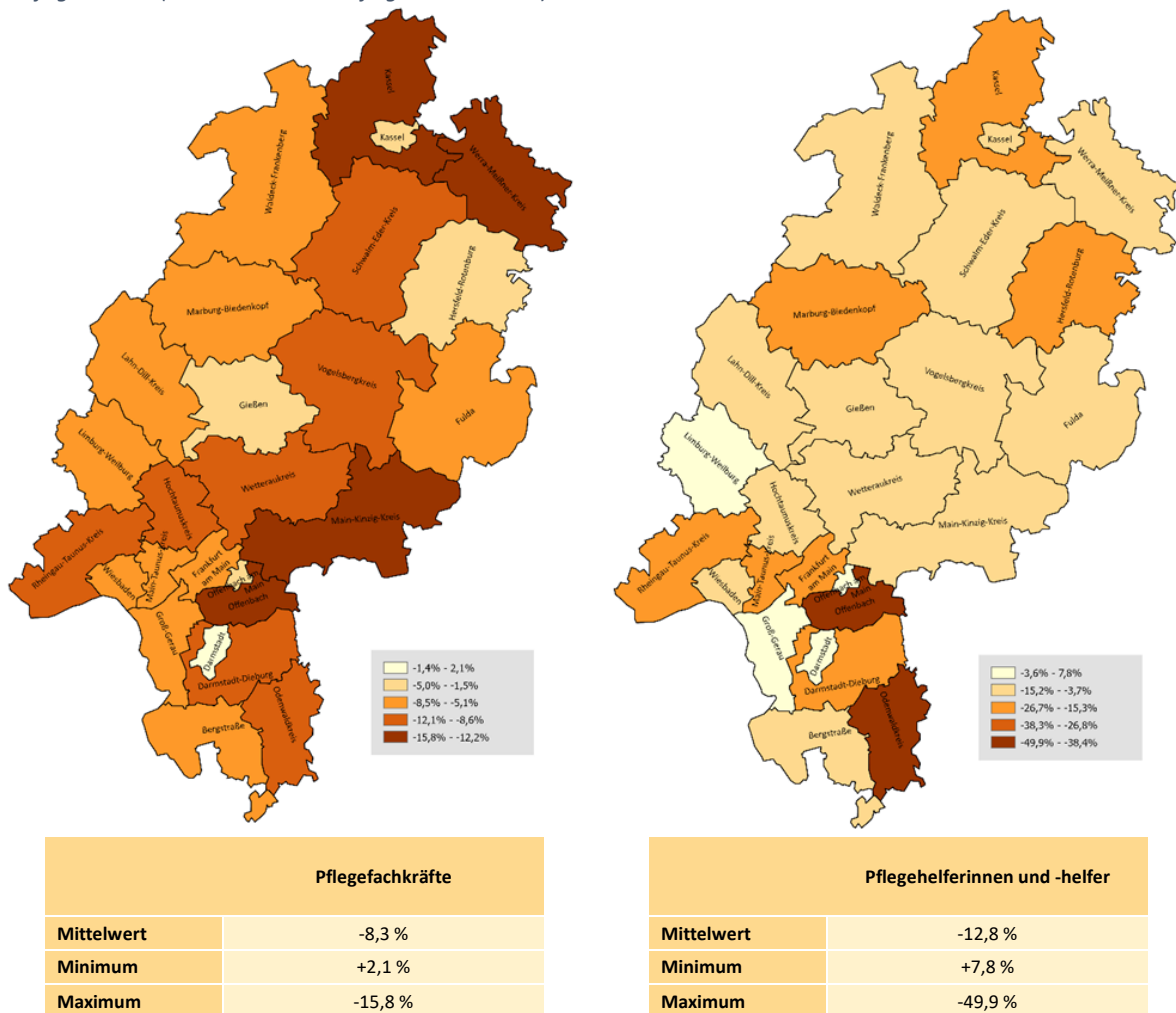 Kassel
Kassel
Werra-Meißner-Kreis
Waldeck-Frankenberg
Schwalm-Eder-Kreis
Hersfeld-Rotenburg
Marburg-Biedenkopf
Lahn-Dill-Kreis
Vogelsbergkreis
Gießen
Fulda
Limburg-Weilburg
Wetteraukreis
Hochtaunuskreis
Main-Kinzig-Kreis
Rheingau-Taunus-Kreis
Main-Taunus-Kreis
Frankfurt
am Main
Wiesbaden
Offenbach am
Main
Offenbach
Groß-Gerau
Darmstadt
Darmstadt-Dieburg
Odenwaldkreis
Bergstraße
-1,4% - 2,1%
-5,0% - -1,5%
-8,5% - -5,1%
-12,1% - -8,6%
-15,8% - -12,2%
Kassel
Kassel
Werra-Meißner-Kreis
Waldeck-Frankenberg
Schwalm-Eder-Kreis
Hersfeld-Rotenburg
Marburg-Biedenkopf
Lahn-Dill-Kreis
Vogelsbergkreis
Gießen
Fulda
Limburg-Weilburg
Wetteraukreis
Hochtaunuskreis
Main-Kinzig-Kreis
Rheingau-Taunus-Kreis
Main-Taunus-Kreis
Frankfurt
am Main
Wiesbaden
Offenbach am
Main
Offenbach
Groß-Gerau
Darmstadt
Darmstadt-Dieburg
Odenwaldkreis
Bergstraße
-3,6% - 7,8%
-15,2% - -3,7%
-26,7% - -15,3%
-38,3% - -26,8%
-49,9% - -38,4%
Pflegefachkräfte
Mittelwert -8,3 %
Minimum +2,1 %
Maximum -15,8 %
Pflegehelferinnen und -helfer
Mittelwert -12,8 %
Minimum +7,8 %
Maximum -49,9 %